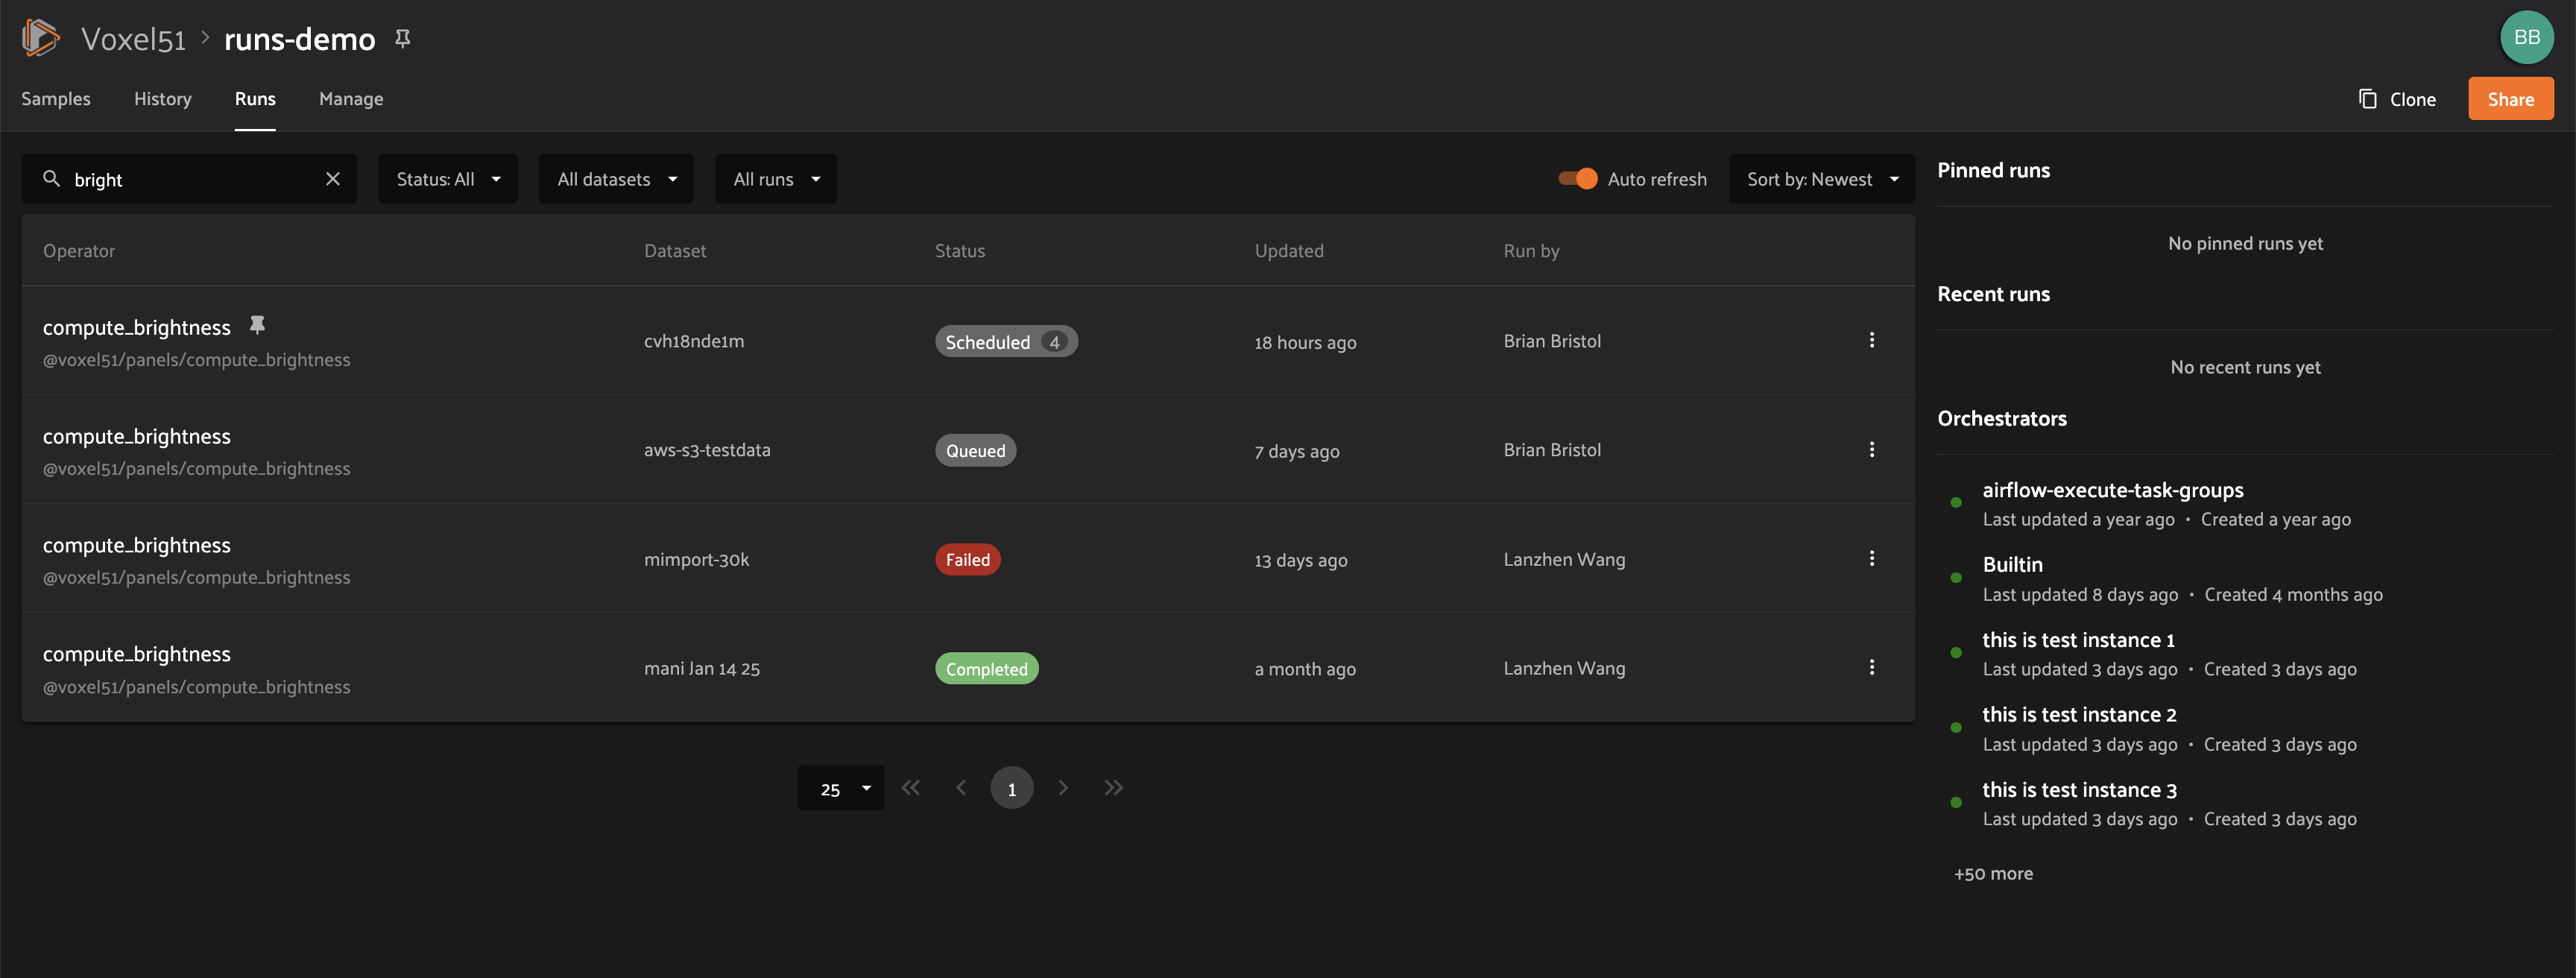 Voxel51 > runs-demo
BB
Samples History Runs Manage
Clone Share
bright
Status: All
All datasets
All runs
Auto refresh
Sort by: Newest
Operator Dataset Status Updated Run by
compute_brightness
@voxel51/panels/compute_brightness
cvh18nde1m Scheduled 4 18 hours ago Brian Bristol
compute_brightness
@voxel51/panels/compute_brightness
aws-s3-testdata Queued 7 days ago Brian Bristol
compute_brightness
@voxel51/panels/compute_brightness
mimport-30k Failed 13 days ago Lanzhen Wang
compute_brightness
@voxel51/panels/compute_brightness
mani Jan 14 25 Completed a month ago Lanzhen Wang
25 1
Pinned runs
No pinned runs yet
Recent runs
No recent runs yet
Orchestrators
airflow-execute-task-groups
Last updated a year ago • Created a year ago
Builtin
Last updated 8 days ago • Created 4 months ago
this is test instance 1
Last updated 3 days ago • Created 3 days ago
this is test instance 2
Last updated 3 days ago • Created 3 days ago
this is test instance 3
Last updated 3 days ago • Created 3 days ago
+50 more